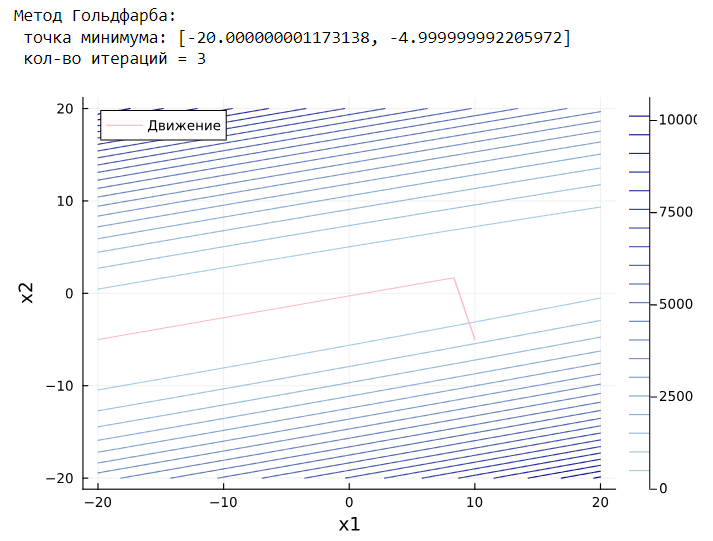 Метод Гольдфарба:
точка минимума: [-20.000000001173138, -4.999999992205972]
кол-во итераций = 3
20
10
0
−10
−20
x2
Движение
−20
−10
0
10
20
x1
10000
7500
5000
2500
0